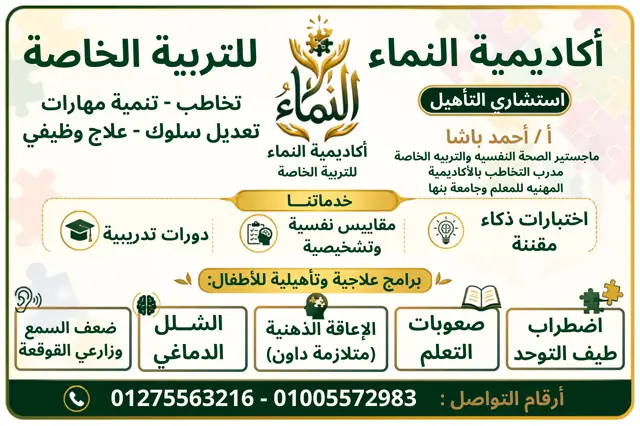 أكاديمية النماء
للتربية الخاصة
استشاري التأهيل
أ / أحمد باشا
ماجستير الصحة النفسيه والتربيه الخاصة
مدرب التخاطب بالأكاديمية
المهنيه للمعلم وجامعة بنها
النماءُ
أكاديمية النماء
للتربية الخاصة
تخاطب - تنمية مهارات
تعديل سلوك - علاج وظيفي
خدماتنـــا
اختبارات ذكاء
مقننة
مقاييس نفسية
وتشخيصية
دورات تدريبية
برامج علاجية وتأهيلية للأطفال:
اضطراب
طيف التوحد
صعوبات
التعلم
الإعاقة الذهنية
(متلازمة داون)
الشـــلل
الدماغي
ضعف السمع
وزارعي القوقعة
أرقام التواصل : 01005572983 - 01275563216